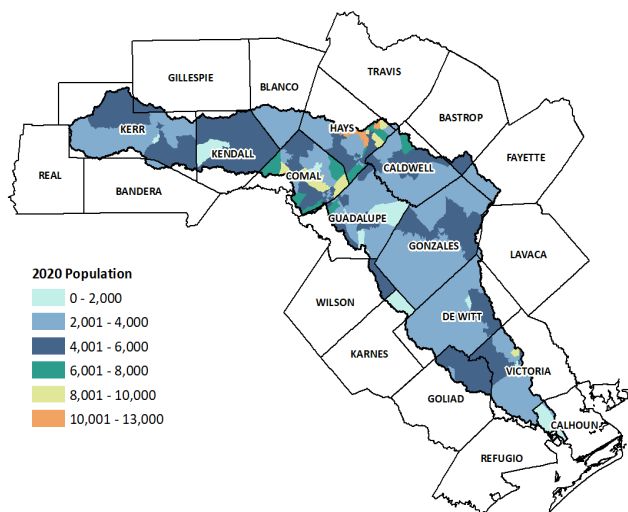 GILLESPIE
TRAVIS
BLANCO
BASTROP
KERR
HAYS
FAYETTE
KENDALL
CALDWELL
REAL
COMAL
BANDERA
GUADALUPE
GONZALES
LAVACA
2020 Population
0 - 2,000
2,001 - 4,000
4,001 - 6,000
6,001 - 8,000
8,001 - 10,000
10,001 - 13,000
WILSON
DE WITT
KARNES
VICTORIA
GOLIAD
CALHOUN
REFUGIO